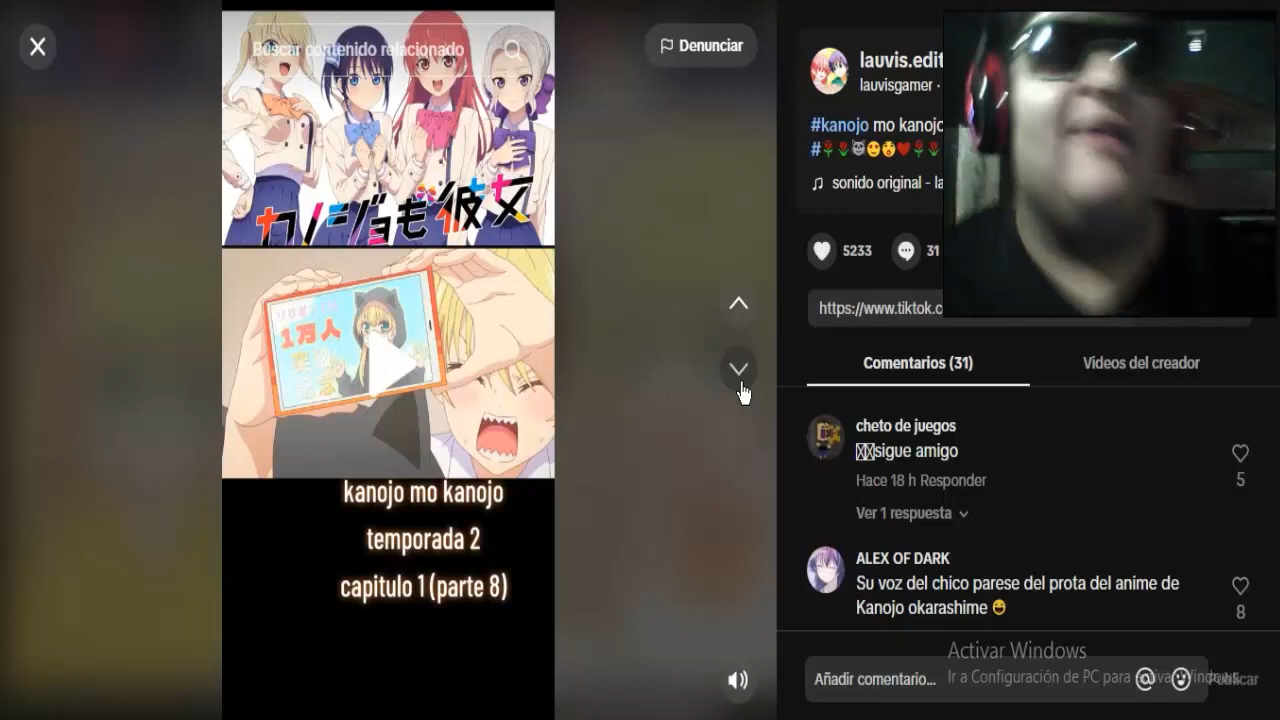 Buscar contenido relacionado
Denunciar
カノジョも彼女
1万人
kanojo mo kanojo
temporada 2
capitulo 1 (parte 8)
lauvis.edit
lauvisgamer ·
#kanojo mo kanojo
#🌹🌷😻😍😲❤️🌹🌷
sonido original - la
5233
31
https://www.tiktok.c
Comentarios (31)
Videos del creador
cheto de juegos
sigue amigo
Hace 18 h Responder
5
Ver 1 respuesta
ALEX OF DARK
Su voz del chico parese del prota del anime de
Kanojo okarashime 😄
8
Activar Windows
Ir a Configuración de PC para activar Windows.
Añadir comentario...
Publicar